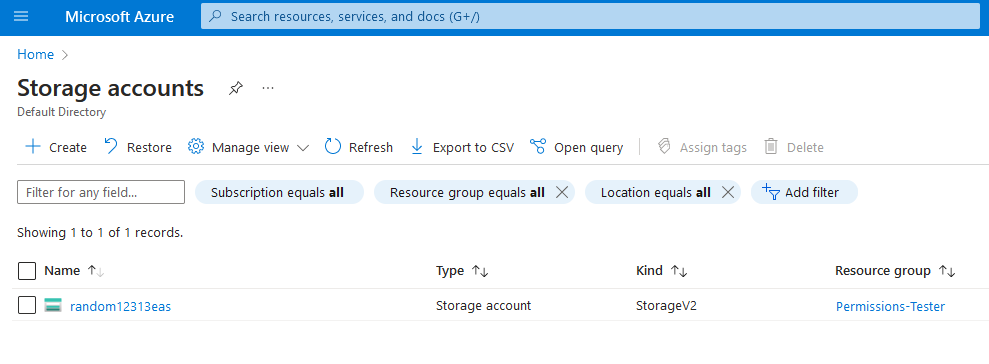 Microsoft Azure Search resources, services, and docs (G+/)
Home
Storage accounts ...
Default Directory
Create Restore Manage view Refresh Export to CSV Open query Assign tags Delete
Filter for any field... Subscription equals all Resource group equals all Location equals all Add filter
Showing 1 to 1 of 1 records.
Name Type Kind Resource group
random12313eas Storage account StorageV2 Permissions-Tester